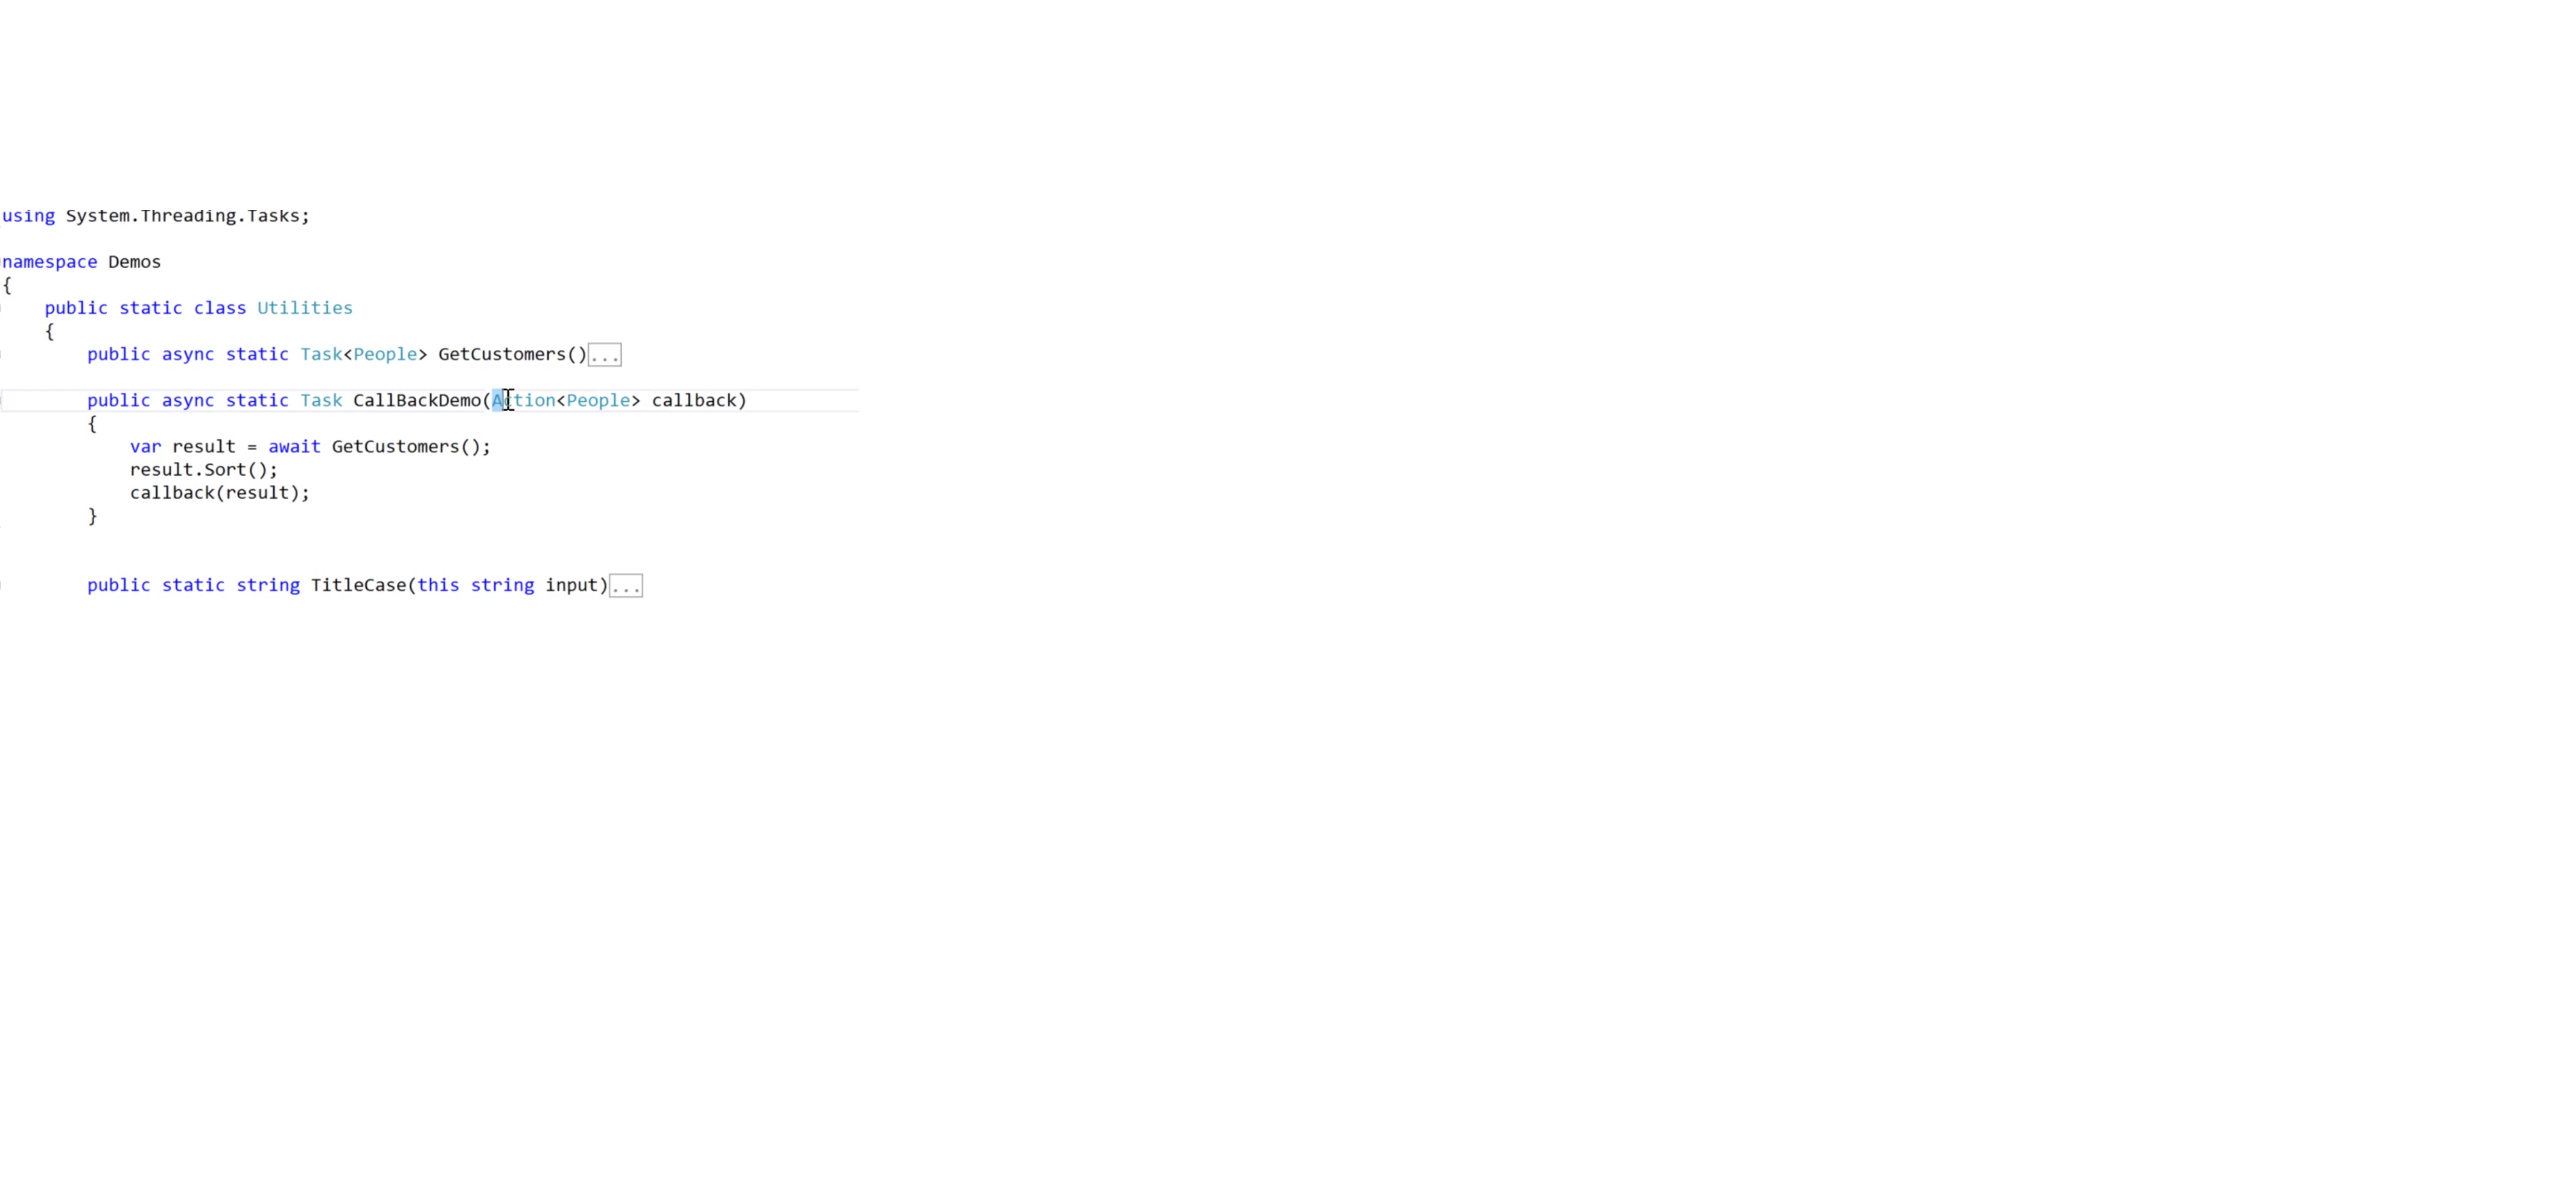 using System.Threading.Tasks;
namespace Demos
{
public static class Utilities
{
public async static Task<People> GetCustomers()...
public async static Task CallBackDemo(Action<People> callback)
{
var result = await GetCustomers();
result.Sort();
callback(result);
}
public static string TitleCase(this string input)...